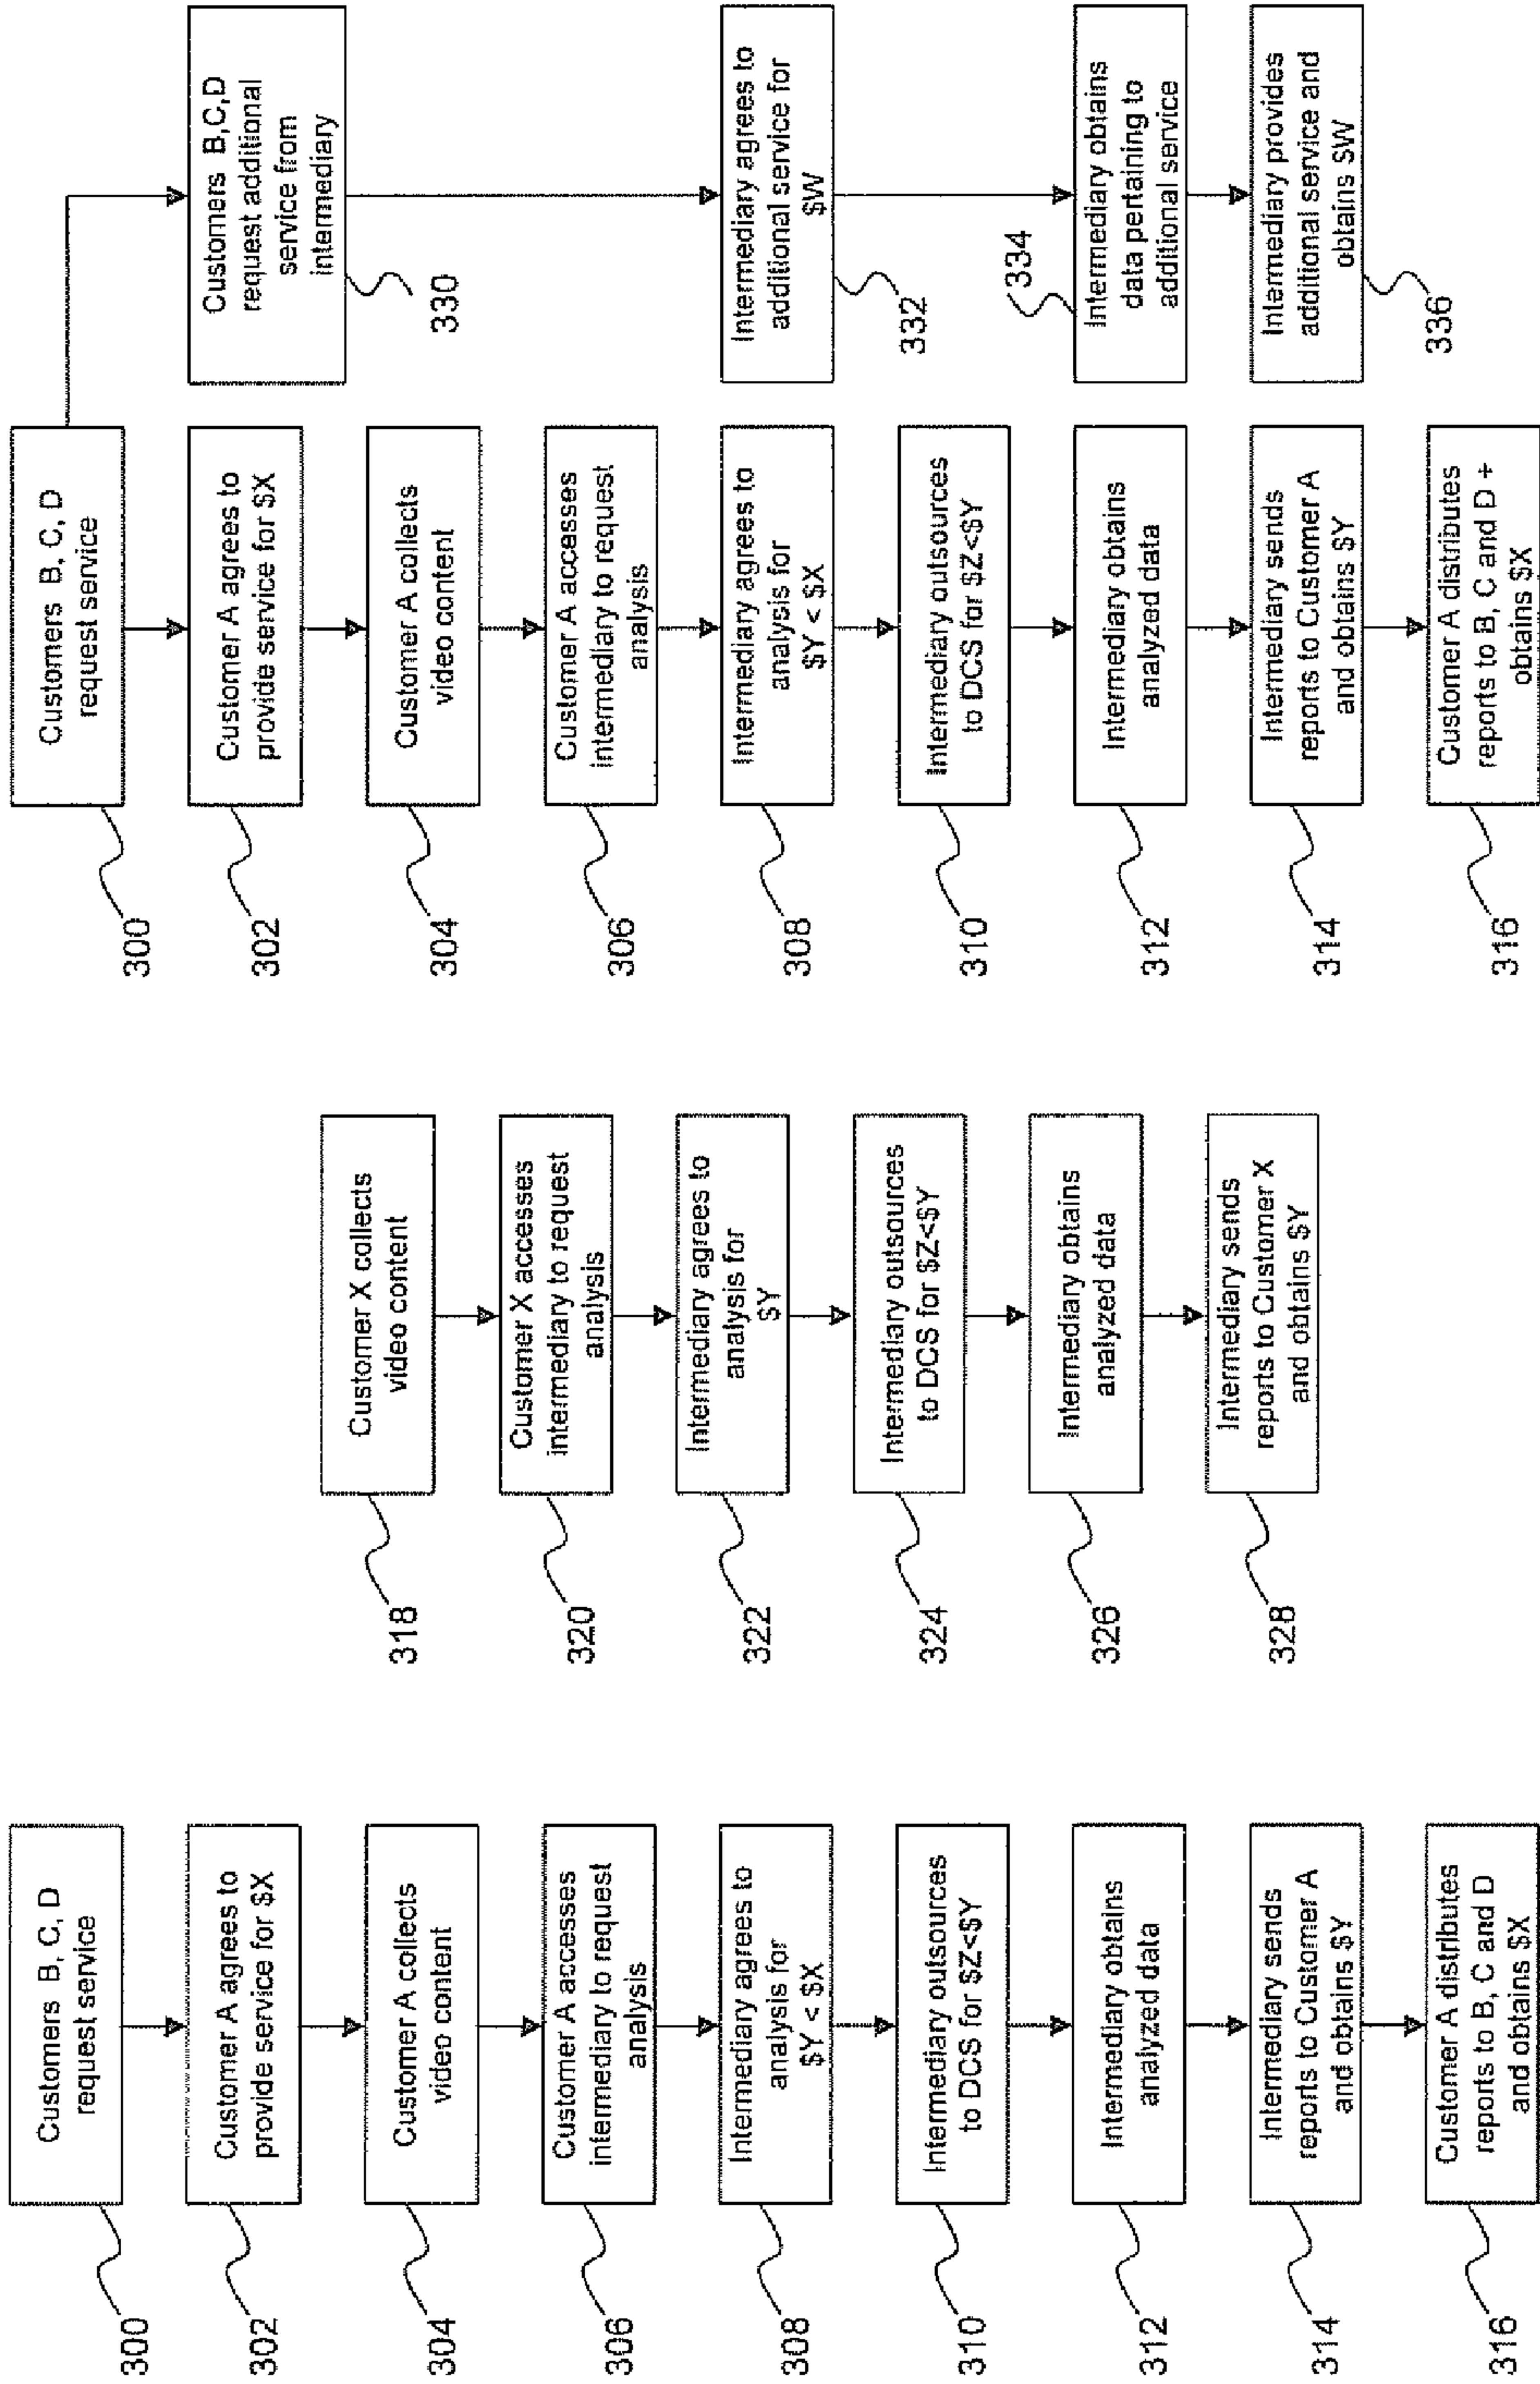 Customers B, C, D
request service
300
Customer A agrees to
provide service for $X
302
Customer A collects
video content
304
Customer A accesses
intermediary to request
analysis
306
Intermediary agrees to
analysis for
$Y < $X
308
Intermediary outsources
to DCS for $Z<$Y
310
Intermediary obtains
analyzed data
312
Intermediary sends
reports to Customer A
and obtains $Y
314
Customer A distributes
reports to B, C and D
and obtains $X
316
Customer X collects
video content
318
Customer X accesses
intermediary to request
analysis
320
Intermediary agrees to
analysis for
$Y
322
Intermediary outsources
to DCS for $Z<$Y
324
Intermediary obtains
analyzed data
326
Intermediary sends
reports to Customer X
and obtains $Y
328
Customers B, C, D
request service
300
Customer A agrees to
provide service for $X
302
Customer A collects
video content
304
Customer A accesses
intermediary to request
analysis
306
Intermediary agrees to
analysis for
$Y < $X
308
Intermediary outsources
to DCS for $Z<$Y
310
Intermediary obtains
analyzed data
312
Intermediary sends
reports to Customer A
and obtains $Y
314
Customer A distributes
reports to B, C and D +
obtains $X
316
Customers B,C,D
request additional
service from
intermediary
330
Intermediary agrees to
additional service for
$W
332
Intermediary obtains
data pertaining to
additional service
334
Intermediary provides
additional service and
obtains $W
336